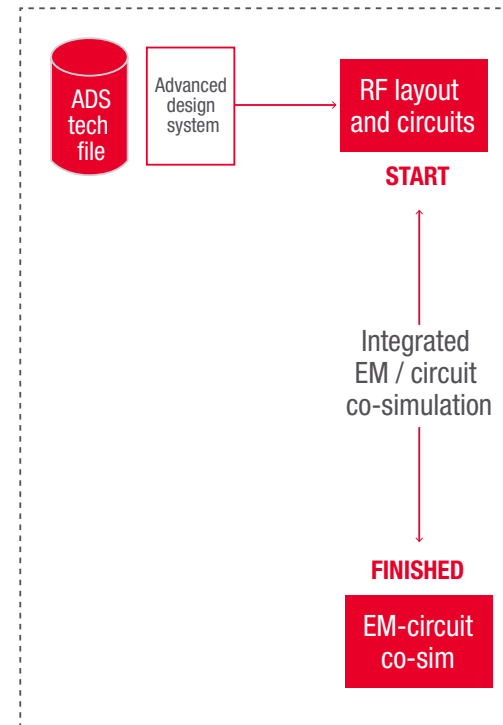 ADS
tech
file
Advanced
design
system
RF layout
and circuits
START
Integrated
EM / circuit
co-simulation
FINISHED
EM-circuit
co-sim